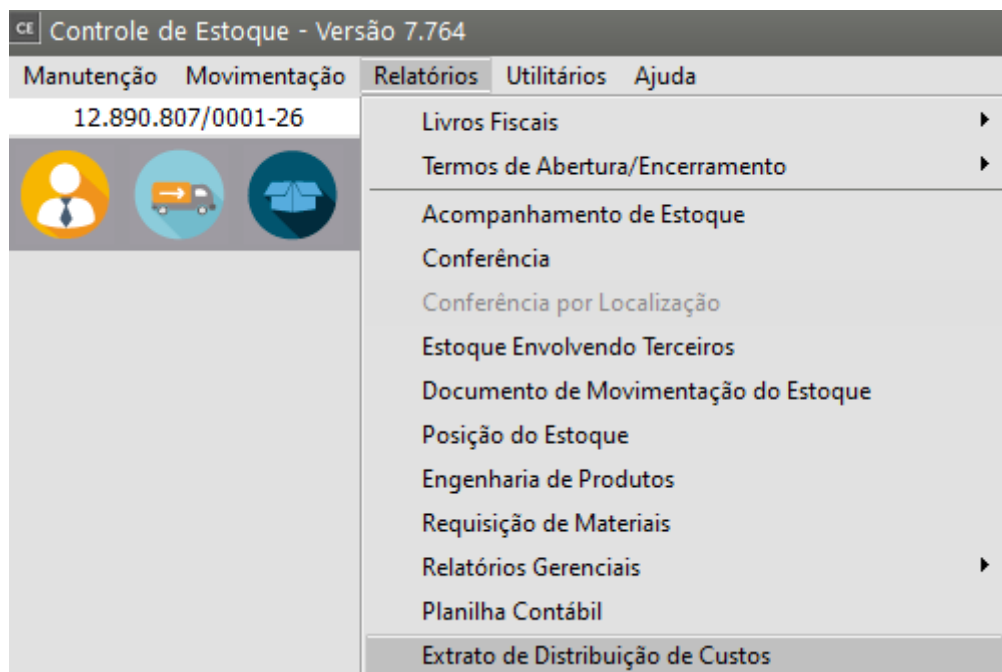 CE Controle de Estoque - Versão 7.764
Manutenção Movimentação Relatórios Utilitários Ajuda
12.890.807/0001-26
Livros Fiscais
Termos de Abertura/Encerramento
Acompanhamento de Estoque
Conferência
Conferência por Localização
Estoque Envolvendo Terceiros
Documento de Movimentação do Estoque
Posição do Estoque
Engenharia de Produtos
Requisição de Materiais
Relatórios Gerenciais
Planilha Contábil
Extrato de Distribuição de Custos